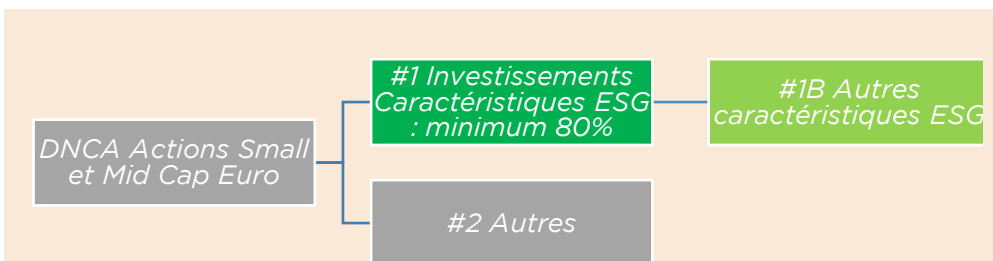 #1 Investissements
Caractéristiques ESG
: minimum 80%
#1B Autres
caractéristiques ESG
DNCA Actions Small
et Mid Cap Euro
#2 Autres